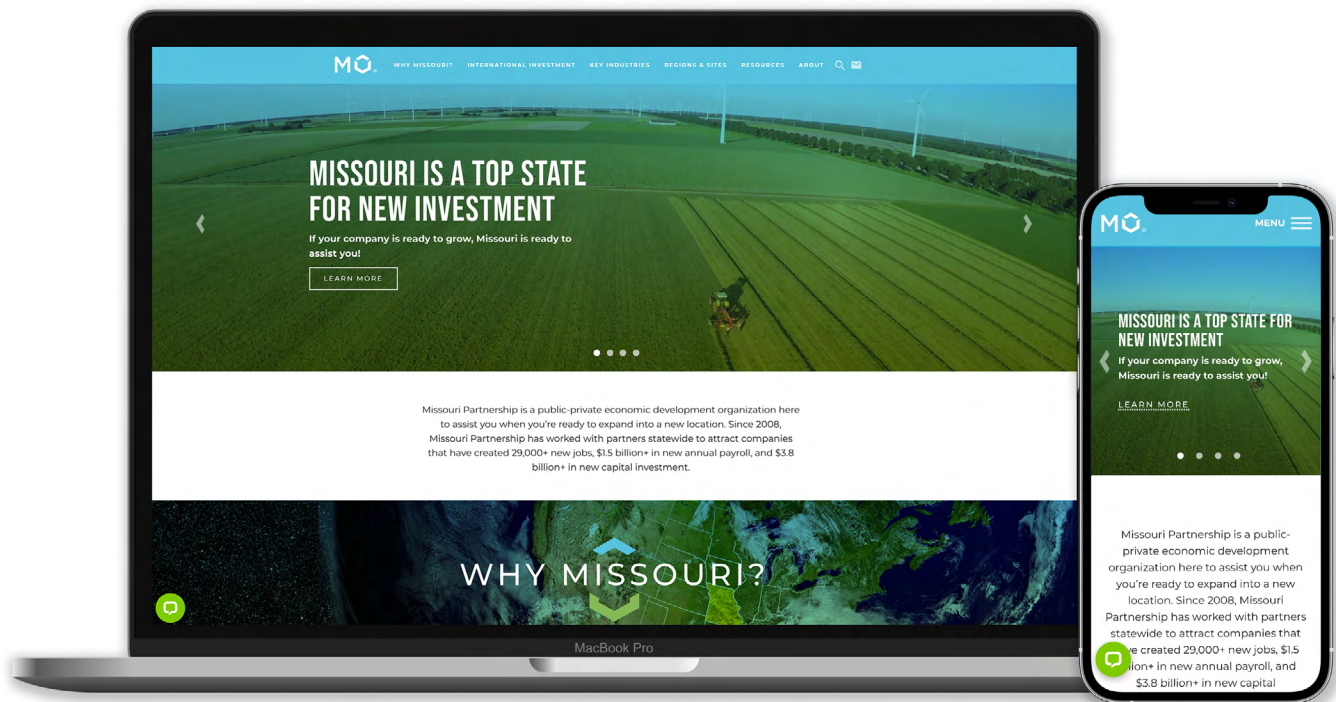 MO
WHY MISSOURI? INTERNATIONAL INVESTMENT KEY INDUSTRIES REGIONS & SITES RESOURCES ABOUT
MISSOURI IS A TOP STATE
FOR NEW INVESTMENT
If your company is ready to grow, Missouri is ready to
assist you!
LEARN MORE
Missouri Partnership is a public-private economic development organization here
to assist you when you're ready to expand into a new location. Since 2008,
Missouri Partnership has worked with partners statewide to attract companies
that have created 29,000+ new jobs, $1.5 billion+ in new annual payroll, and $3.8
billion+ in new capital investment.
WHY MISSOURI?
MacBook Pro
MO
MENU
MISSOURI IS A TOP STATE FOR
NEW INVESTMENT
If your company is ready to grow,
Missouri is ready to assist you!
LEARN MORE
Missouri Partnership is a public-
private economic development
organization here to assist you when
you're ready to expand into a new
location. Since 2008, Missouri
Partnership has worked with partners
statewide to attract companies that
created 29,000+ new jobs, $1.5
in new annual payroll, and
$3.8 billion+ in new capital